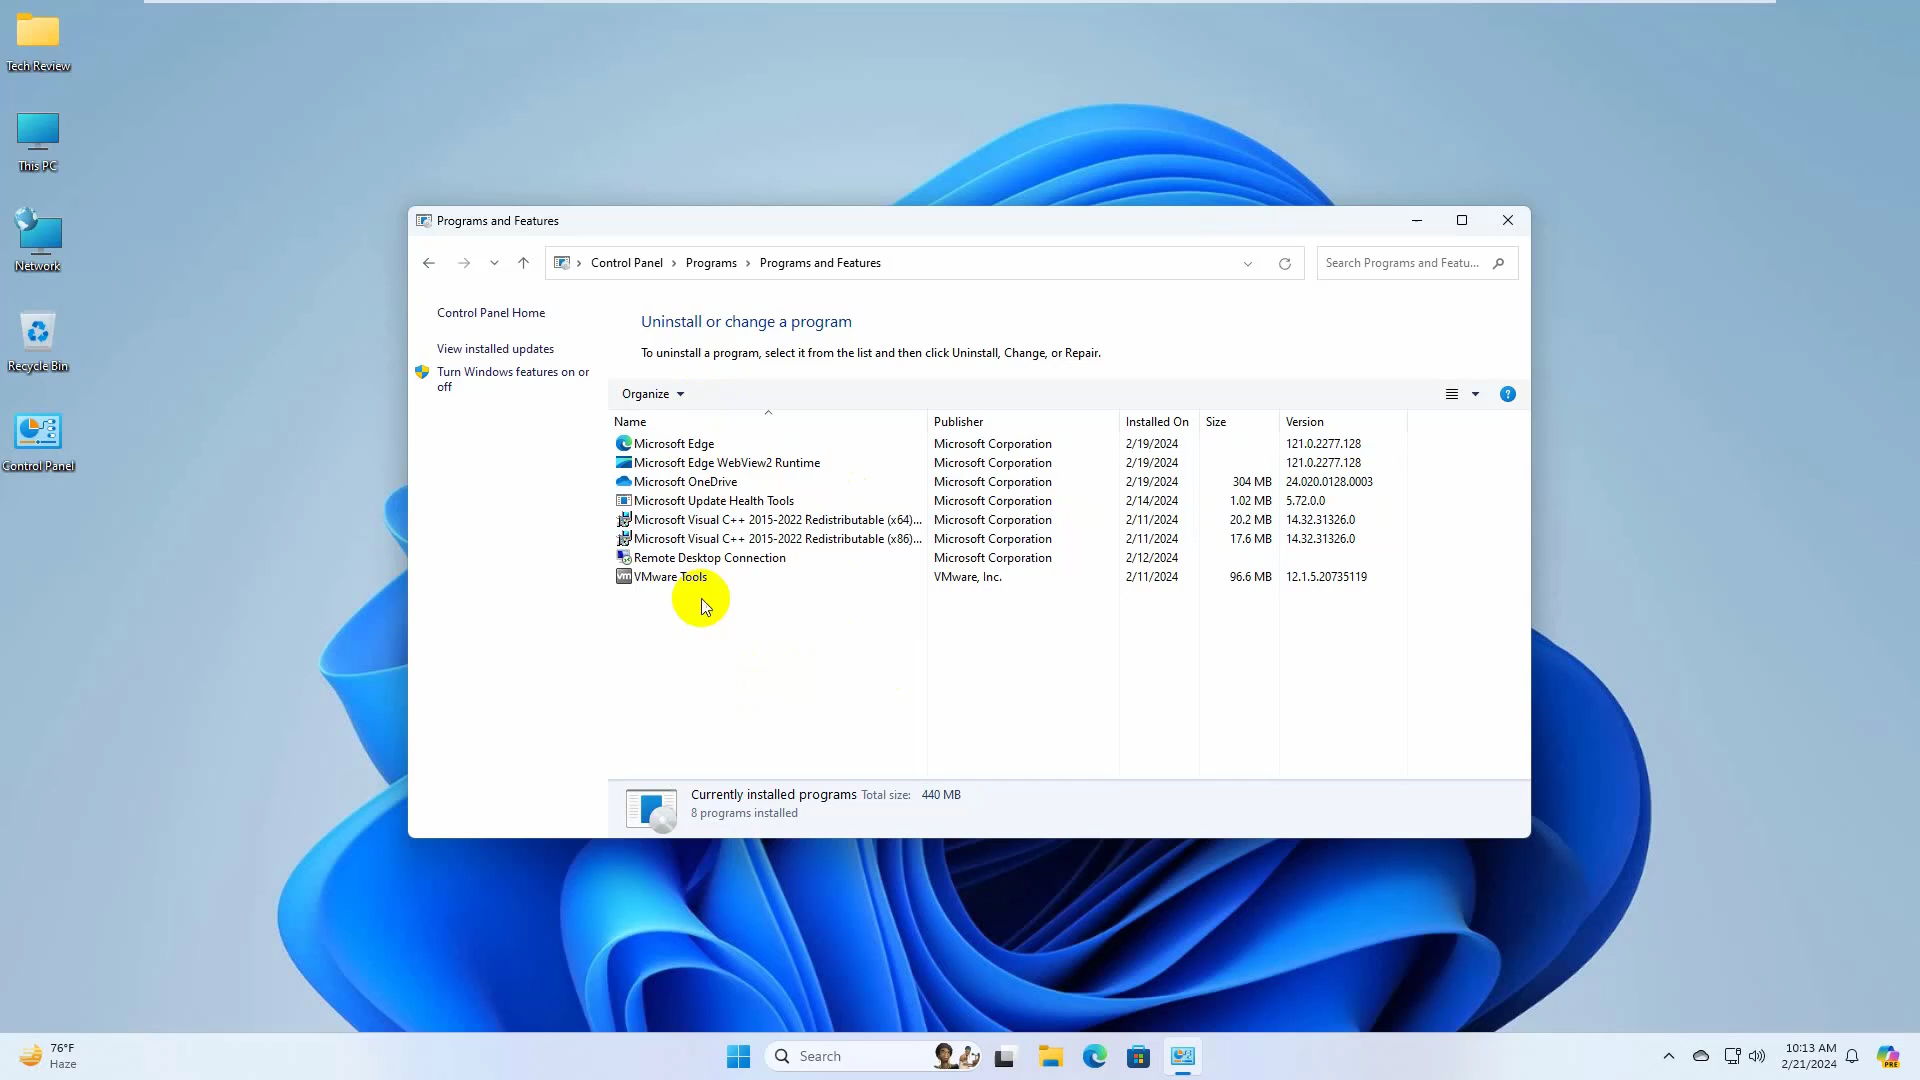 Tech Review
This PC
Network
Recycle Bin
Control Panel
Programs and Features
Control Panel > Programs > Programs and Features
Search Programs and Featu...
Control Panel Home
View installed updates
Turn Windows features on or
off
Uninstall or change a program
To uninstall a program, select it from the list and then click Uninstall, Change, or Repair.
Organize
?
Name Publisher Installed On Size Version
Microsoft Edge Microsoft Corporation 2/19/2024 121.0.2277.128
Microsoft Edge WebView2 Runtime Microsoft Corporation 2/19/2024 121.0.2277.128
Microsoft OneDrive Microsoft Corporation 2/19/2024 304 MB 24.020.0128.0003
Microsoft Update Health Tools Microsoft Corporation 2/14/2024 1.02 MB 5.72.0.0
Microsoft Visual C++ 2015-2022 Redistributable (x64)... Microsoft Corporation 2/11/2024 20.2 MB 14.32.31326.0
Microsoft Visual C++ 2015-2022 Redistributable (x86)... Microsoft Corporation 2/11/2024 17.6 MB 14.32.31326.0
Remote Desktop Connection Microsoft Corporation 2/12/2024
vm VMware Tools VMware, Inc. 2/11/2024 96.6 MB 12.1.5.20735119
Currently installed programs Total size: 440 MB
8 programs installed
76°F
Haze
Search
10:13 AM
2/21/2024
PRE